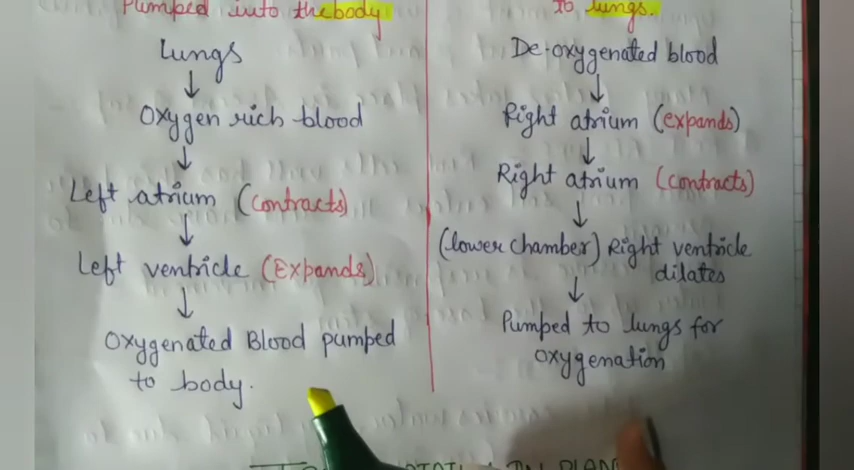 Pumped into the body
Lungs
↓
Oxygen rich blood
↓
Left atrium (contracts)
↓
Left ventricle (Expands)
↓
Oxygenated Blood pumped
to body.
to lungs.
De-oxygenated blood
↓
Right atrium (expands)
↓
Right atrium (contracts)
↓
(lower chamber) Right ventricle
dilates
↓
Pumped to lungs for
oxygenation
IN PLAN